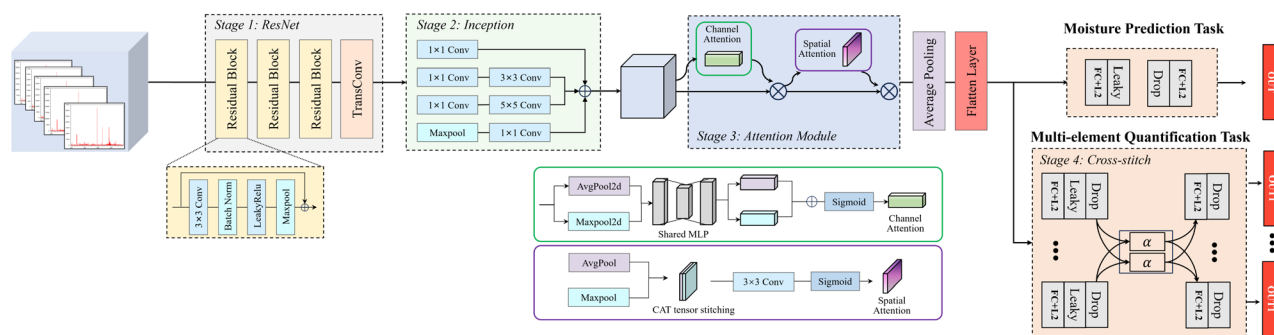 Stage 1: ResNet
Residual Block
Residual Block
Residual Block
TransConv
3×3 Conv
Batch Norm
LeakyRelu
Maxpool
Stage 2: Inception
1×1 Conv
1×1 Conv
3×3 Conv
1×1 Conv
5×5 Conv
Maxpool
1×1 Conv
Channel
Attention
Spatial
Attention
Stage 3: Attention Module
Average Pooling
Flatten Layer
AvgPool2d
Maxpool2d
Shared MLP
Sigmoid
Channel
Attention
AvgPool
Maxpool
CAT tensor stitching
3×3 Conv
Sigmoid
Spatial
Attention
Moisture Prediction Task
FC+L2
Leaky
Drop
FC+L2
Multi-element Quantification Task
Stage 4: Cross-stitch
FC+L2
Leaky
Drop
FC+L2
Drop
α
α
FC+L2
Leaky
Drop
FC+L2
Drop